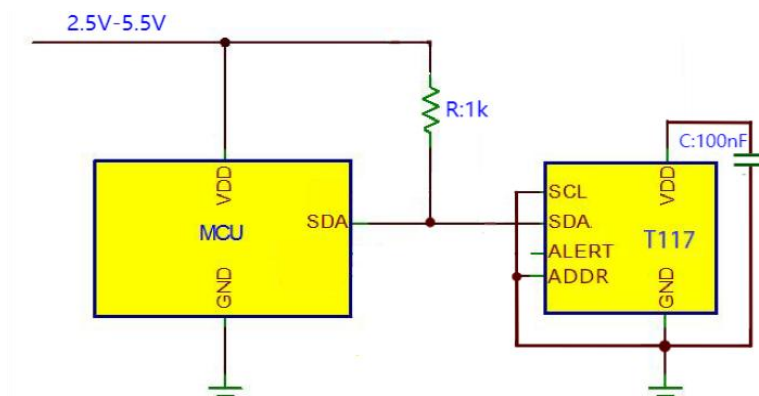 2.5V-5.5V
R:1k
C:100nF
VDD
SDA
MCU
GND
VDD
SCL
SDA
ALERT
ADDR
T117
GND